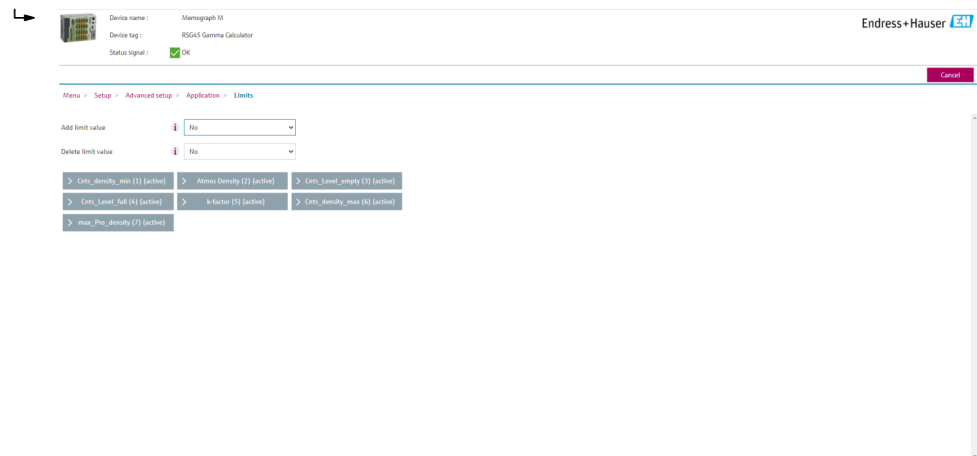 Device name : Memograph M
Endress+Hauser EH
Device tag : RSG45 Gamma Calculator
Status signal : OK
Cancel
Menu > Setup > Advanced setup > Application > Limits
Add limit value i No
Delete limit value i No
> Cnts_density_min (1) (active) > Atmos Density (2) (active) > Cnts_Level_empty (3) (active)
> Cnts_Level_full (4) (active) > k-factor (5) (active) > Cnts_density_max (6) (active)
> max_Pro_density (7) (active)